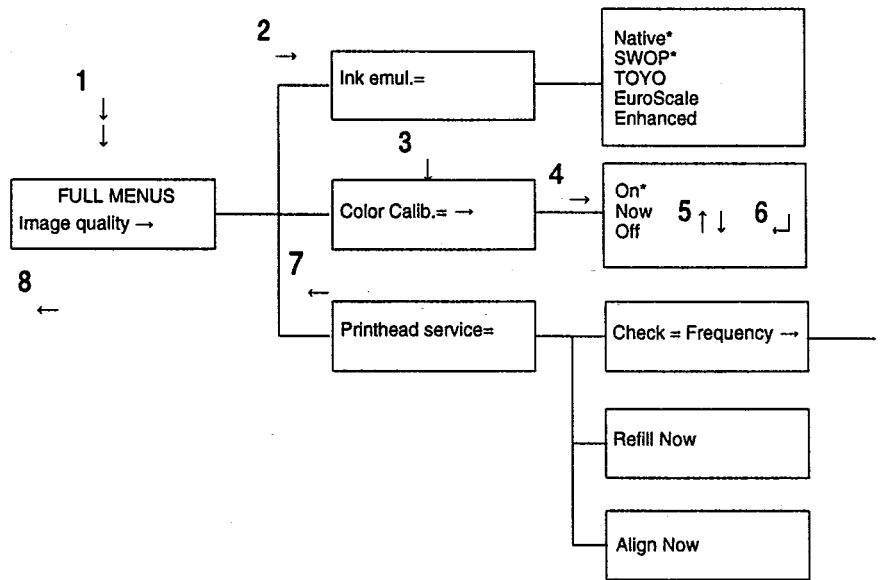 1
↓
↓
FULL MENUS
Image quality →
8
←
2
→
Ink emul.=
Native*
SWOP*
TOYO
EuroScale
Enhanced
3
↓
Color Calib.= →
4
→
On*
Now
Off
5 ↑ ↓
6 ↵
7
←
Printhead service=
Check = Frequency →
Refill Now
Align Now